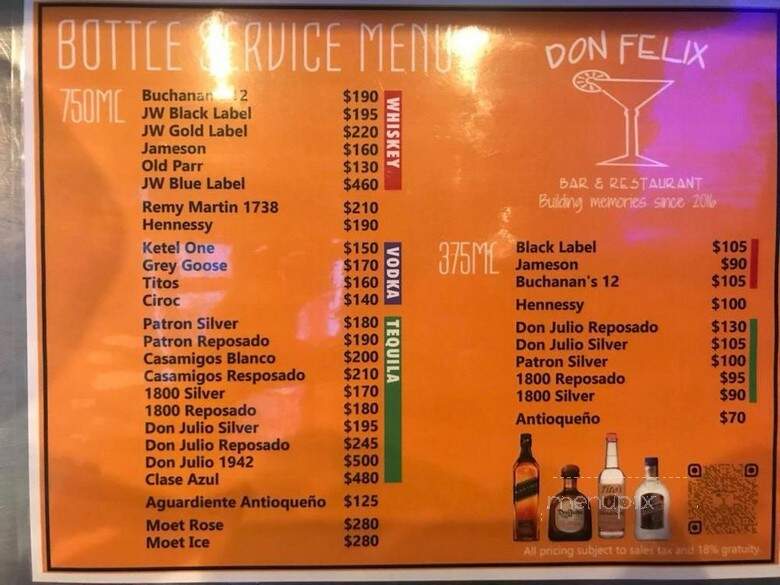 BOTTLE SERVICE MENU
750ML
WHISKEY
Buchanan 12 $190
JW Black Label $195
JW Gold Label $220
Jameson $160
Old Parr $130
JW Blue Label $460
Remy Martin 1738 $210
Hennessy $190
VODKA
Ketel One $150
Grey Goose $170
Titos $160
Ciroc $140
TEQUILA
Patron Silver $180
Patron Reposado $190
Casamigos Blanco $200
Casamigos Resposado $210
1800 Silver $170
1800 Reposado $180
Don Julio Silver $195
Don Julio Reposado $245
Don Julio 1942 $500
Clase Azul $480
Aguardiente Antioqueño $125
Moet Rose $280
Moet Ice $280
DON FELIX
BAR & RESTAURANT
Building memories since 2016
375ML
Black Label $105
Jameson $90
Buchanan's 12 $105
Hennessy $100
Don Julio Reposado $130
Don Julio Silver $105
Patron Silver $100
1800 Reposado $95
1800 Silver $90
Antioqueño $70
menupix
All pricing subject to sales tax and 18% gratuity.